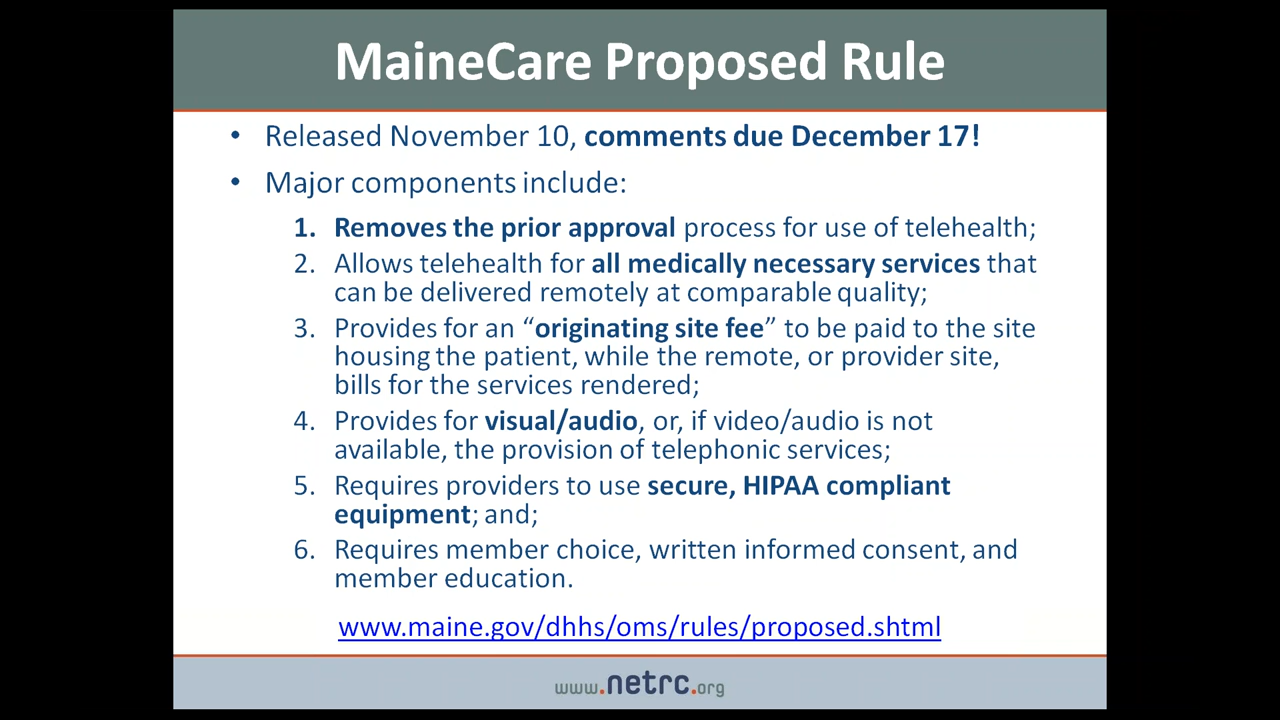 MaineCare Proposed Rule
• Released November 10, comments due December 17!
• Major components include:
1. Removes the prior approval process for use of telehealth;
2. Allows telehealth for all medically necessary services that
can be delivered remotely at comparable quality;
3. Provides for an “originating site fee” to be paid to the site
housing the patient, while the remote, or provider site,
bills for the services rendered;
4. Provides for visual/audio, or, if video/audio is not
available, the provision of telephonic services;
5. Requires providers to use secure, HIPAA compliant
equipment; and;
6. Requires member choice, written informed consent, and
member education.
www.maine.gov/dhhs/oms/rules/proposed.shtml
www.netrc.org